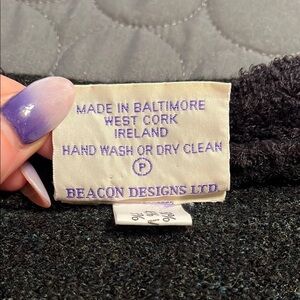 MADE IN BALTIMORE
WEST CORK
IRELAND
HAND WASH OR DRY CLEAN
P
BEACON DESIGNS LTD.